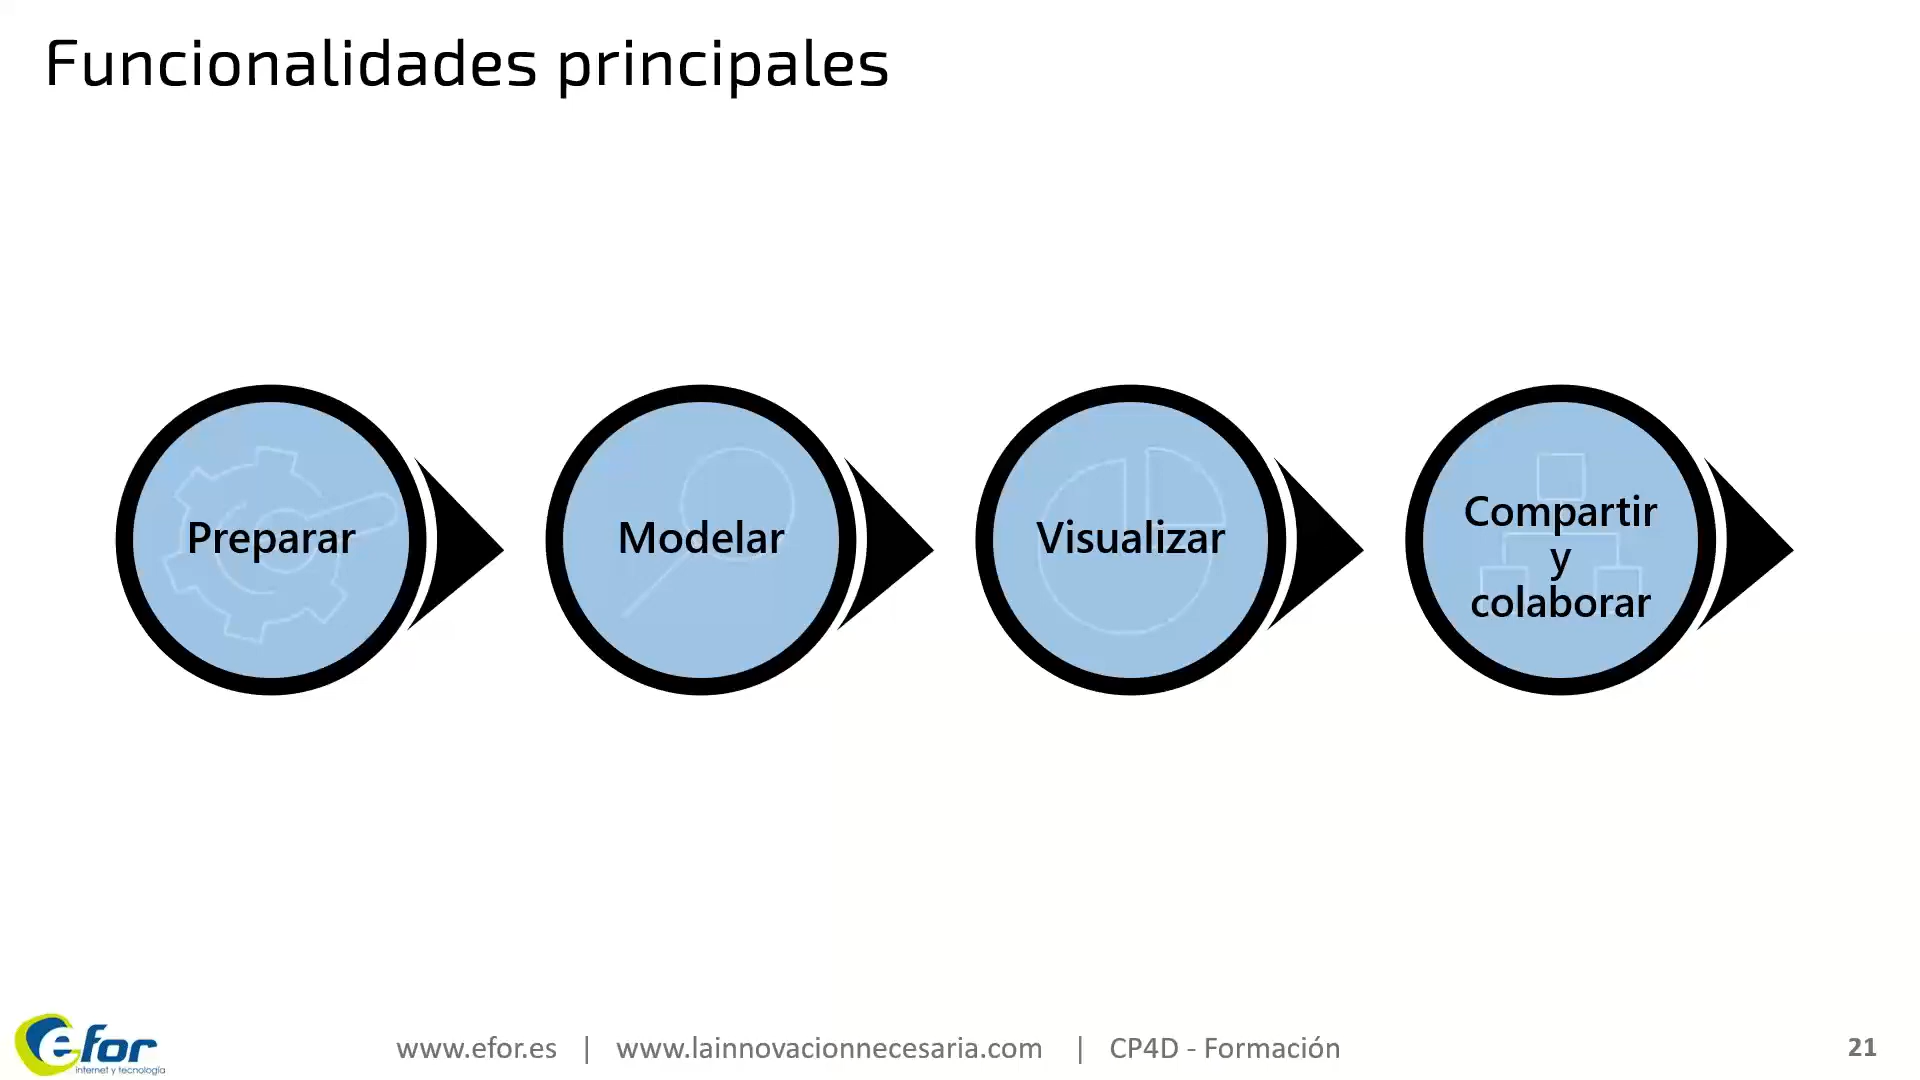 Funcionalidades principales
Preparar
Modelar
Visualizar
Compartir
y
colaborar
efor
internet y tecnología
www.efor.es | www.lainnovacionnecesaria.com | CP4D - Formación
21